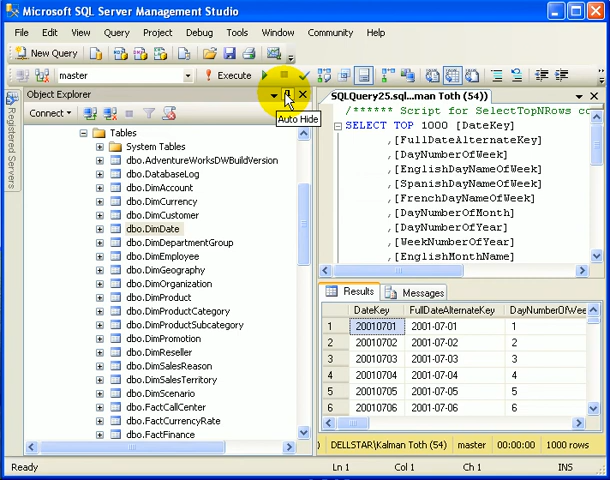 Microsoft SQL Server Management Studio
File Edit View Query Project Debug Tools Window Community Help
New Query
master Execute
Object Explorer
Auto Hide
Connect
Registered Servers
Tables
System Tables
dbo.AdventureWorksDWBuildVersion
dbo.DatabaseLog
dbo.DimAccount
dbo.DimCurrency
dbo.DimCustomer
dbo.DimDate
dbo.DimDepartmentGroup
dbo.DimEmployee
dbo.DimGeography
dbo.DimOrganization
dbo.DimProduct
dbo.DimProductCategory
dbo.DimProductSubcategory
dbo.DimPromotion
dbo.DimReseller
dbo.DimSalesReason
dbo.DimSalesTerritory
dbo.DimScenario
dbo.FactCallCenter
dbo.FactCurrencyRate
dbo.FactFinance
SQLQuery25.sql...man Toth (54))
/****** Script for SelectTopNRows co
SELECT TOP 1000 [DateKey]
,[FullDateAlternateKey]
,[DayNumberOfWeek]
,[EnglishDayNameOfWeek]
,[SpanishDayNameOfWeek]
,[FrenchDayNameOfWeek]
,[DayNumberOfMonth]
,[DayNumberOfYear]
,[WeekNumberOfYear]
,[EnglishMonthName]
Results Messages
DateKey FullDateAlternateKey DayNumberOfWee
1 20010701 2001-07-01 1
2 20010702 2001-07-02 2
3 20010703 2001-07-03 3
4 20010704 2001-07-04 4
5 20010705 2001-07-05 5
6 20010706 2001-07-06 6
DELLSTAR\Kalman Toth (54) master 00:00:00 1000 rows
Ready Ln 1 Col 1 Ch 1 INS